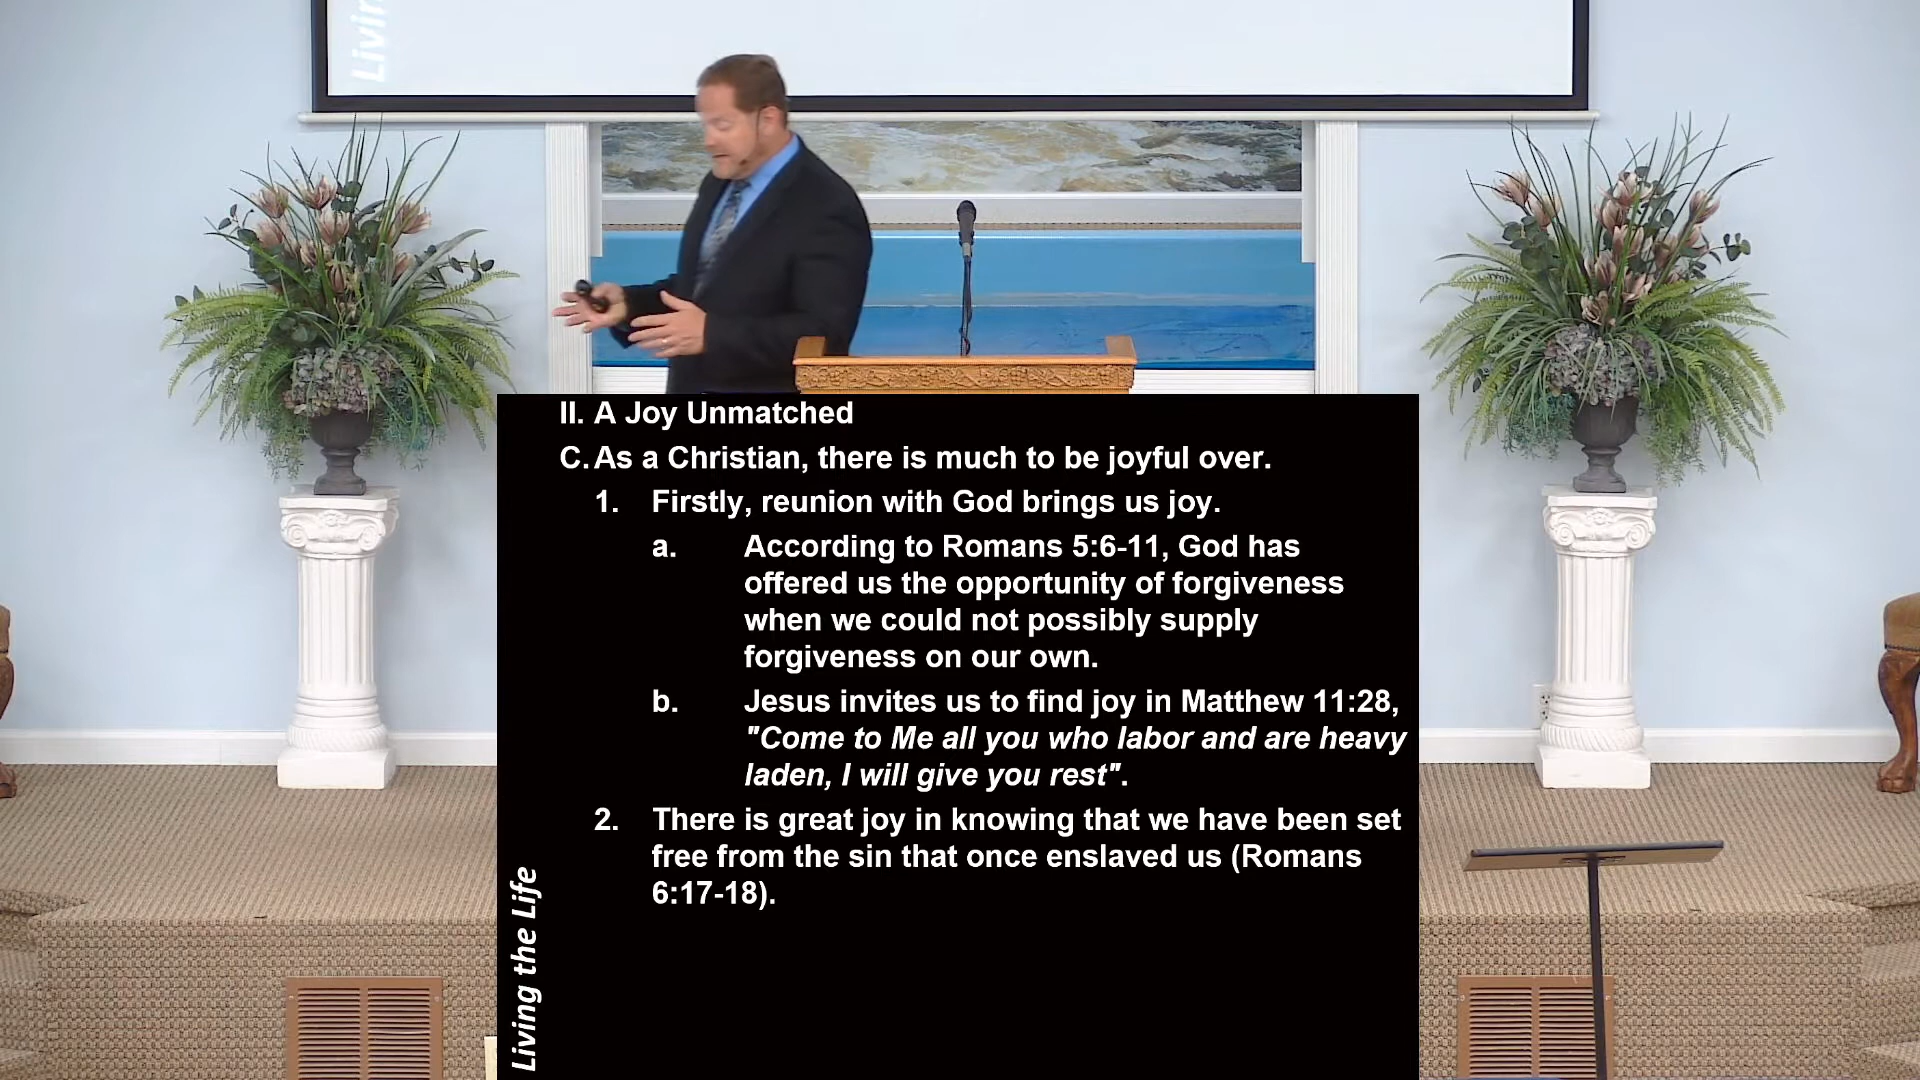 Livin
II. A Joy Unmatched
C. As a Christian, there is much to be joyful over.
1. Firstly, reunion with God brings us joy.
a. According to Romans 5:6-11, God has
offered us the opportunity of forgiveness
when we could not possibly supply
forgiveness on our own.
b. Jesus invites us to find joy in Matthew 11:28,
"Come to Me all you who labor and are heavy
laden, I will give you rest".
2. There is great joy in knowing that we have been set
free from the sin that once enslaved us (Romans
6:17-18).
Living the Life